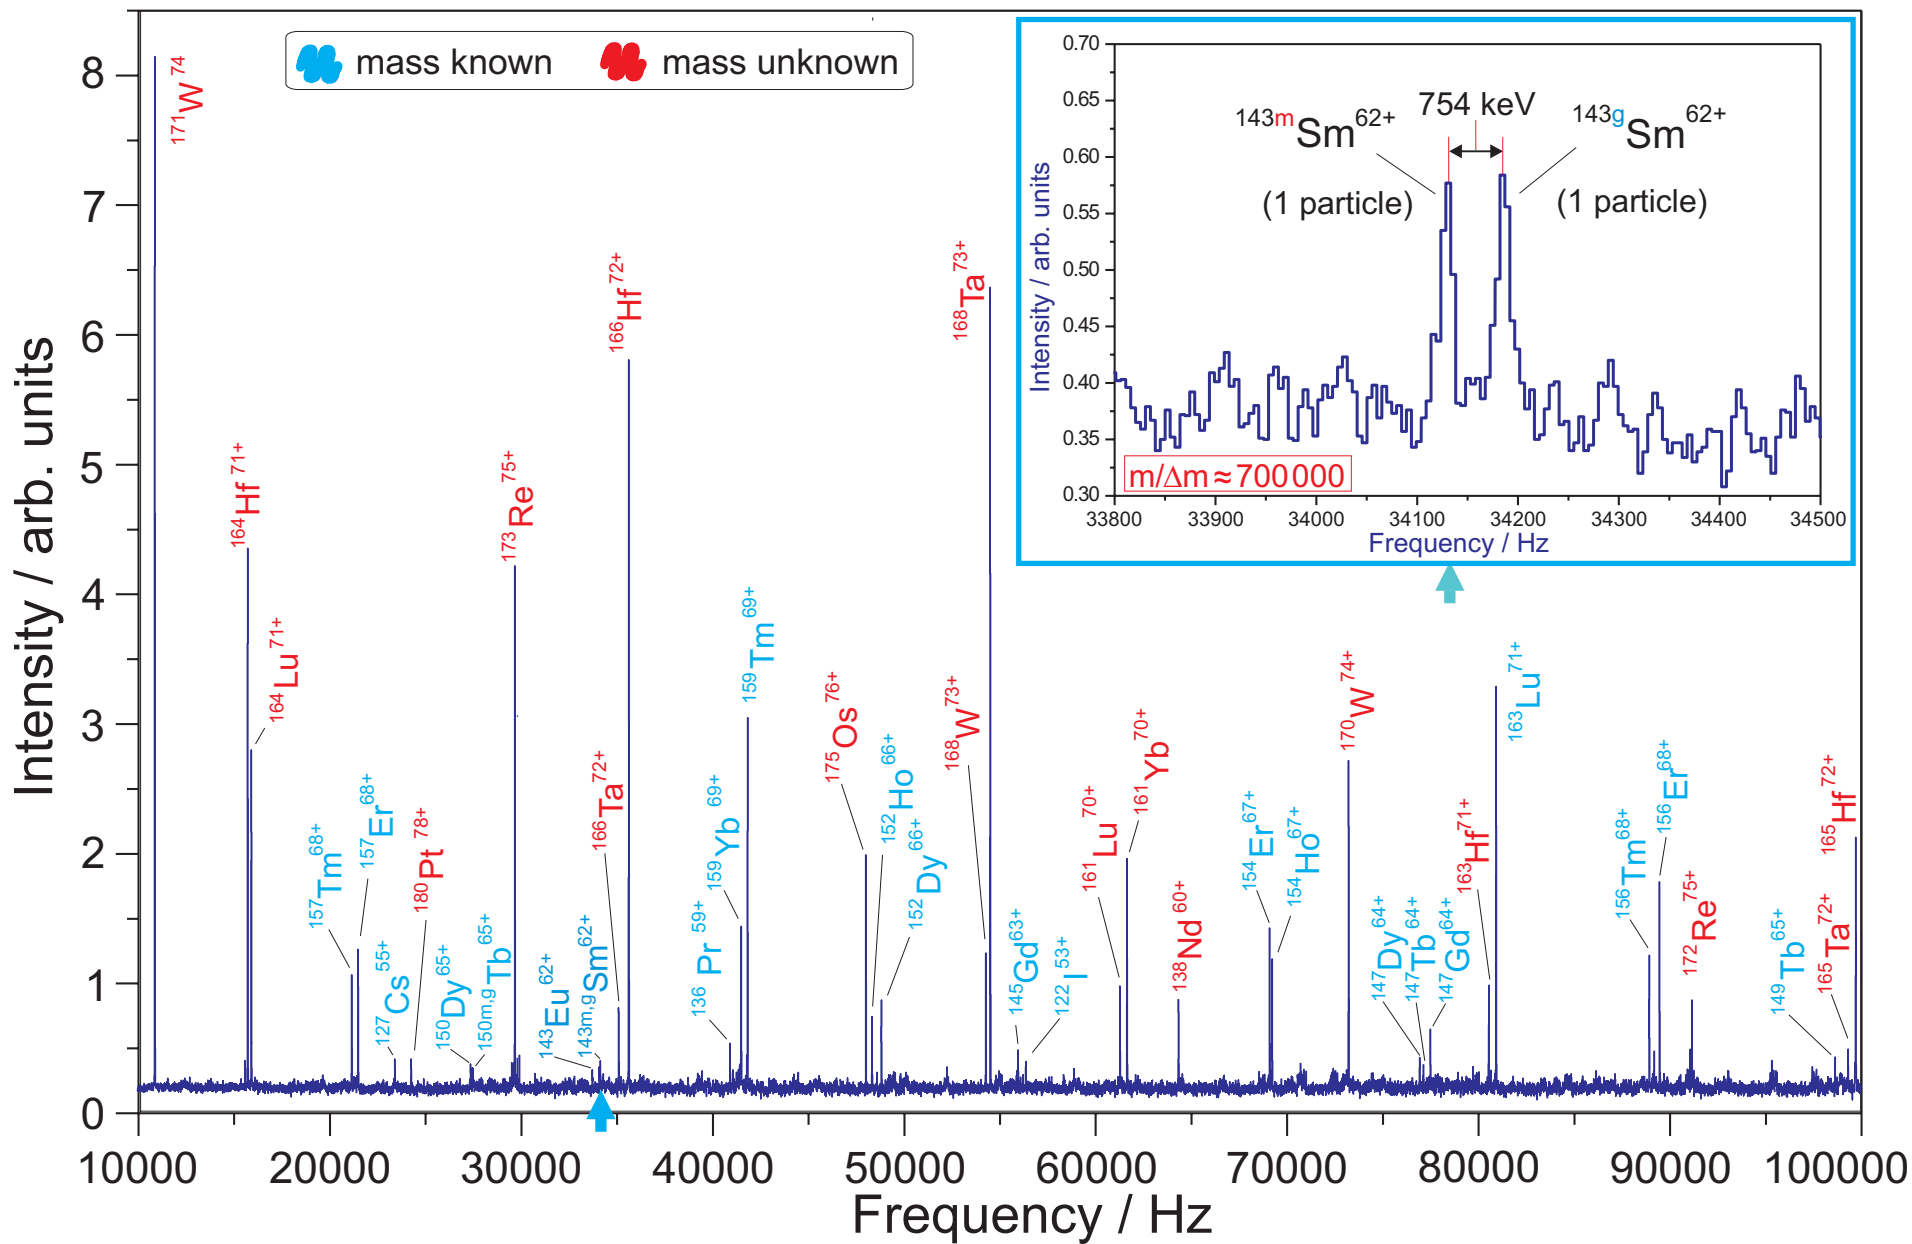 mass known
mass unknown
Intensity / arb. units
8
7
6
5
4
3
2
1
0
10000
20000
30000
40000
50000
60000
70000
80000
90000
100000
Frequency / Hz
171W74
164Hf71+
164Lu71+
157Tm68+
157Er68+
127Cs55+
180Pt78+
150Dy65+
150m,gTb65+
173Re75+
143Eu62+
143m,gSm62+
166Ta72+
166Hf72+
136Pr59+
159Yb69+
159Tm69+
175Os76+
152Ho66+
152Dy66+
168W73+
168Ta73+
145Gd63+
122I53+
161Lu70+
161Yb70+
138Nd60+
154Er67+
154Ho67+
170W74+
147Dy64+
147Tb64+
147Gd64+
163Hf71+
163Lu71+
156Tm68+
156Er68+
172Re75+
149Tb65+
165Ta72+
165Hf72+
Intensity / arb. units
0.70
0.65
0.60
0.55
0.50
0.45
0.40
0.35
0.30
143mSm62+
754 keV
143gSm62+
(1 particle)
(1 particle)
m/Δm ≈ 700 000
33800
33900
34000
34100
34200
34300
34400
34500
Frequency / Hz